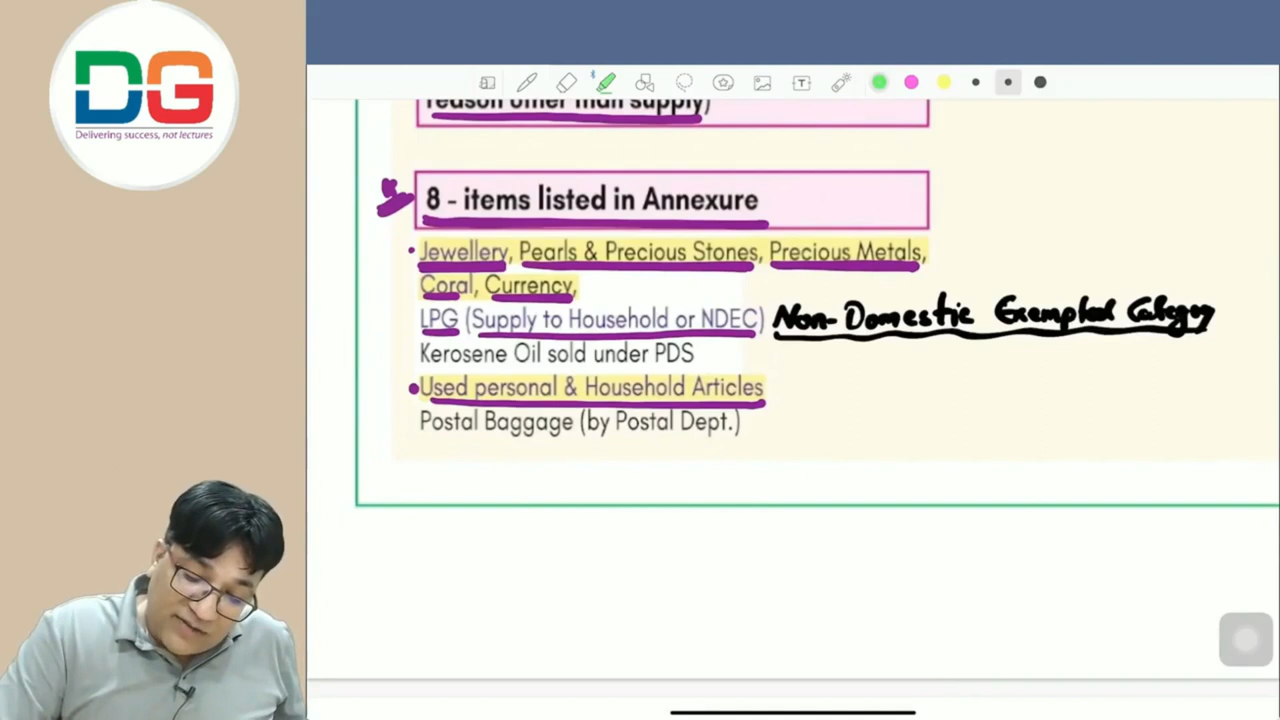 DG
Delivering success, not lectures
reason other than supply)
8 - items listed in Annexure
Jewellery, Pearls & Precious Stones, Precious Metals,
Coral, Currency,
LPG (Supply to Household or NDEC) Non-Domestic Exempted Category
Kerosene Oil sold under PDS
Used personal & Household Articles
Postal Baggage (by Postal Dept.)